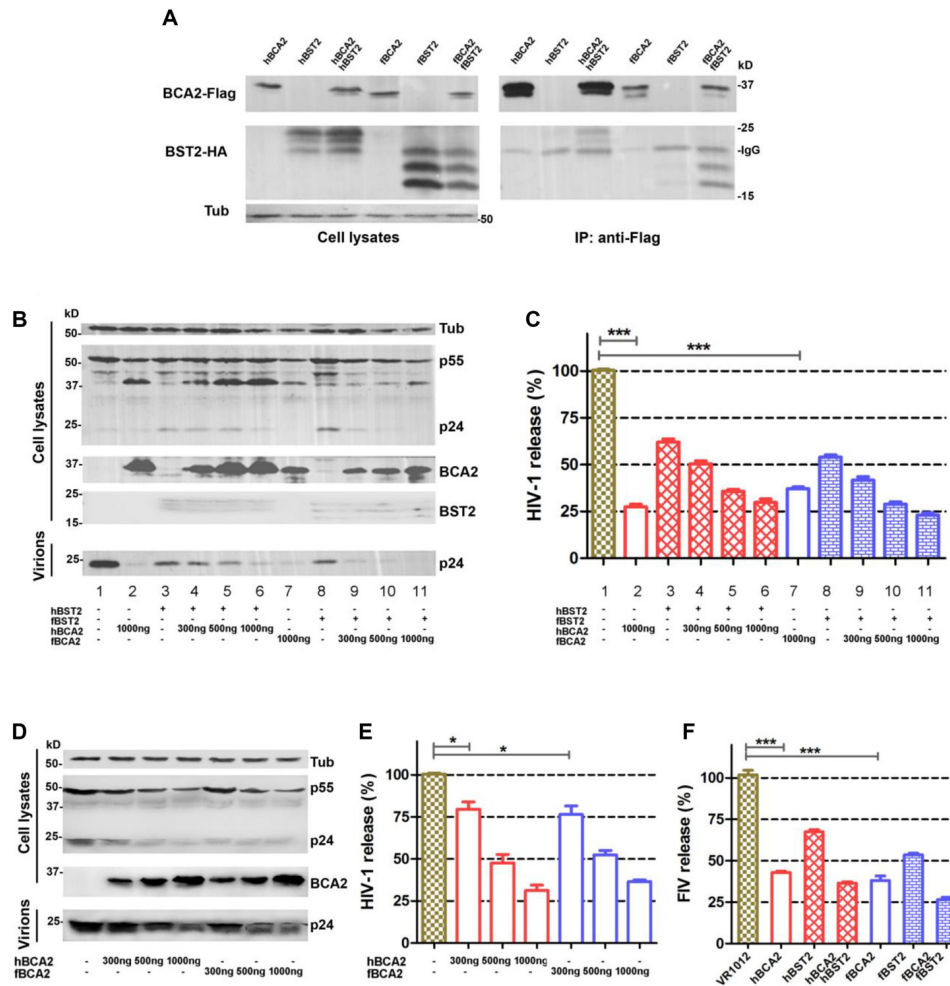 A
hBCA2 hBST2 hBCA2 hBST2 fBCA2 fBST2 fBCA2 fBST2 hBCA2 hBST2 hBCA2 hBST2 fBCA2 fBST2 fBCA2 fBST2
kD
BCA2-Flag -37
-25
BST2-HA -IgG
-15
Tub -50
Cell lysates IP: anti-Flag
B
kD
50- Tub
Cell lysates
50- p55
37-
25- p24
37- BCA2
25-
20- BST2
15-
Virions
25- p24
1 2 3 4 5 6 7 8 9 10 11
hBST2 - - + + + + - - - - -
fBST2 - - - - - - - + + + +
hBCA2 - 1000ng - 300ng 500ng 1000ng - - - - -
fBCA2 - - - - - - 1000ng - 300ng 500ng 1000ng
C
***
***
HIV-1 release (%)
100
75
50
25
0
1 2 3 4 5 6 7 8 9 10 11
hBST2 - - + + + + - - - - -
fBST2 - - - - - - - + + + +
hBCA2 - 1000ng - 300ng 500ng 1000ng - - - - -
fBCA2 - - - - - - 1000ng - 300ng 500ng 1000ng
D
kD
50- Tub
Cell lysates
50- p55
37-
25- p24
37- BCA2
Virions
25- p24
hBCA2 - 300ng 500ng 1000ng - - -
fBCA2 - - - - 300ng 500ng 1000ng
E
*
*
HIV-1 release (%)
100
75
50
25
0
hBCA2 - 300ng 500ng 1000ng - - -
fBCA2 - - - - 300ng 500ng 1000ng
F
***
***
FIV release (%)
100
75
50
25
0
VR1012 hBCA2 hBST2 hBCA2 hBST2 fBCA2 fBST2 fBCA2 fBST2